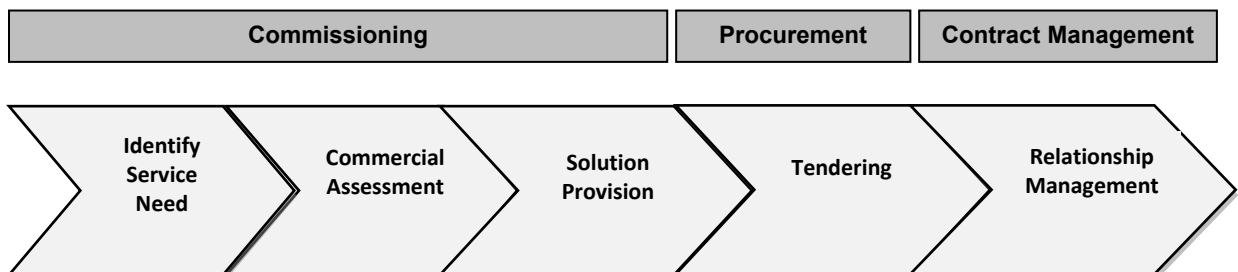 Commissioning
Procurement
Contract Management
Identify
Service
Need
Commercial
Assessment
Solution
Provision
Tendering
Relationship
Management